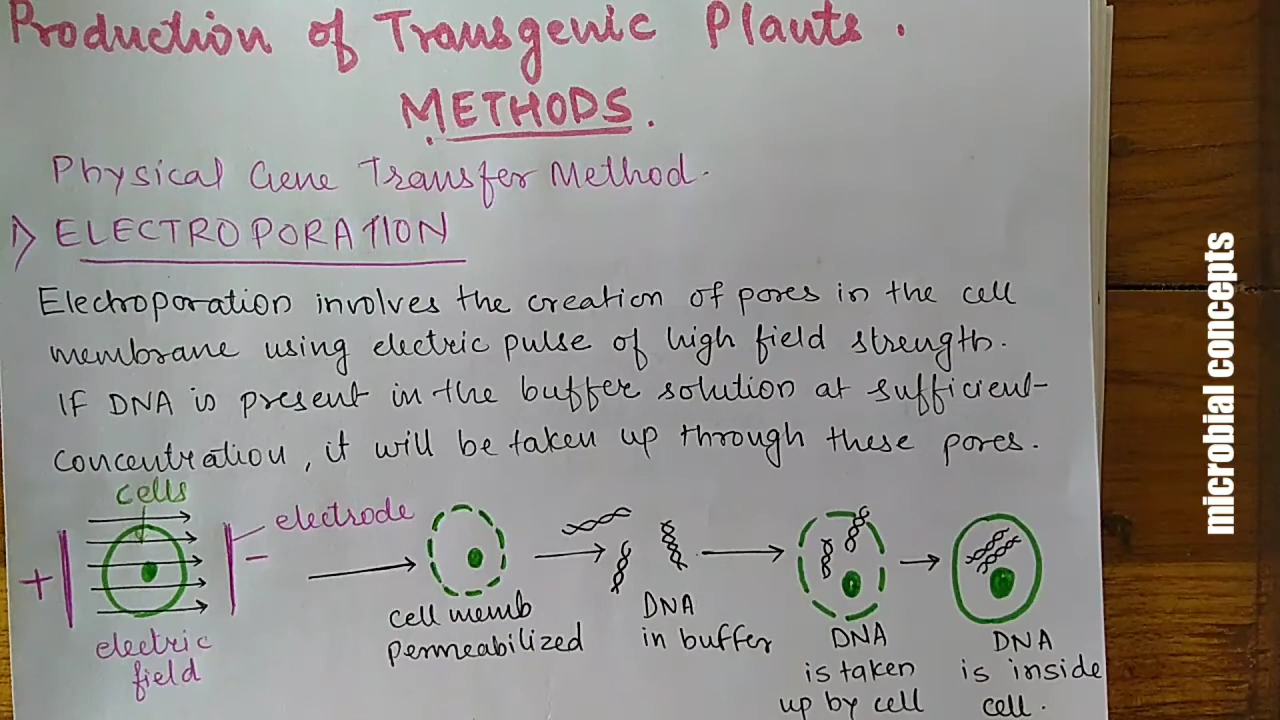 Production of Transgenic Plants.
METHODS.
Physical Gene Transfer Method.
1) ELECTROPORATION
Electroporation involves the creation of pores in the cell
membrane using electric pulse of high field strength.
If DNA is present in the buffer solution at sufficient
concentration, it will be taken up through these pores.
cells
electrode
+
-
electric
field
cell memb
permeabilized
DNA
in buffer
DNA
is taken
up by cell
DNA
is inside
cell.
microbial concepts